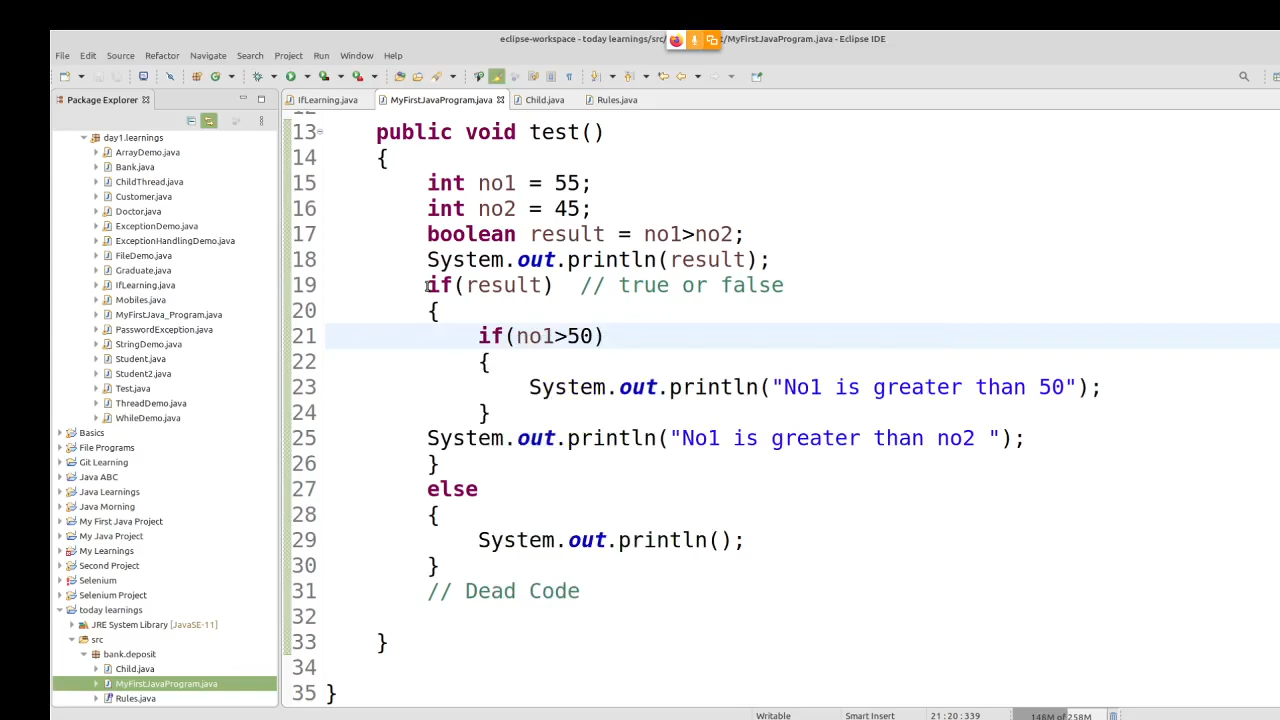 eclipse-workspace - today learnings/src/ t/MyFirstJavaProgram.java - Eclipse IDE
File Edit Source Refactor Navigate Search Project Run Window Help
Package Explorer
IfLearning.java MyFirstJavaProgram.java Child.java Rules.java
day1.learnings
ArrayDemo.java
Bank.java
ChildThread.java
Customer.java
Doctor.java
ExceptionDemo.java
ExceptionHandlingDemo.java
FileDemo.java
Graduate.java
IfLearning.java
Mobiles.java
MyFirstJava_Program.java
PasswordException.java
StringDemo.java
Student.java
Student2.java
Test.java
ThreadDemo.java
WhileDemo.java
Basics
File Programs
Git Learning
Java ABC
Java Learnings
Java Morning
My First Java Project
My Java Project
My Learnings
Second Project
Selenium
Selenium Project
today learnings
JRE System Library [JavaSE-11]
src
bank.deposit
Child.java
MyFirstJavaProgram.java
Rules.java
13 public void test()
14 {
15 int no1 = 55;
16 int no2 = 45;
17 boolean result = no1>no2;
18 System.out.println(result);
19 if(result) // true or false
20 {
21 if(no1>50)
22 {
23 System.out.println("No1 is greater than 50");
24 }
25 System.out.println("No1 is greater than no2 ");
26 }
27 else
28 {
29 System.out.println();
30 }
31 // Dead Code
32
33 }
34
35 }
Writable Smart Insert 21:20:339 146M of 258M